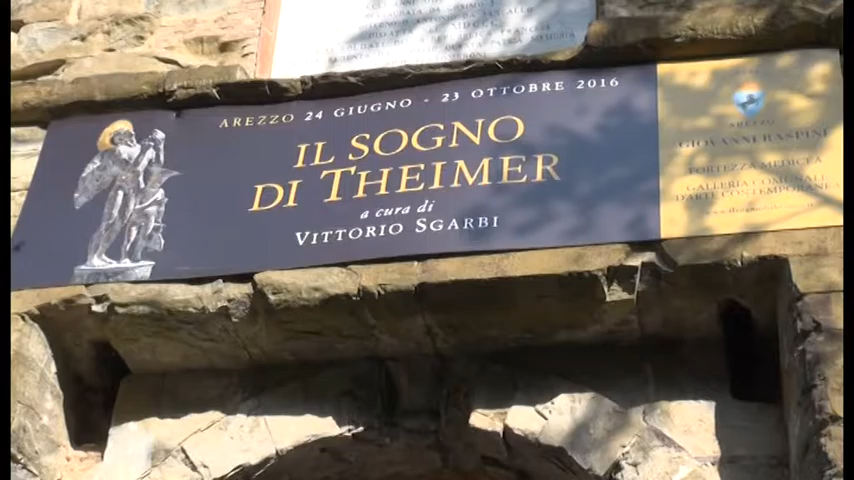 AREZZO 24 GIUGNO - 23 OTTOBRE 2016
IL SOGNO
DI THEIMER
a cura di
VITTORIO SGARBI
AREZZO
GIOVANNI RASPINI
FORTEZZA MEDICEA
GALLERIA COMUNALE
D'ARTE CONTEMPORANEA